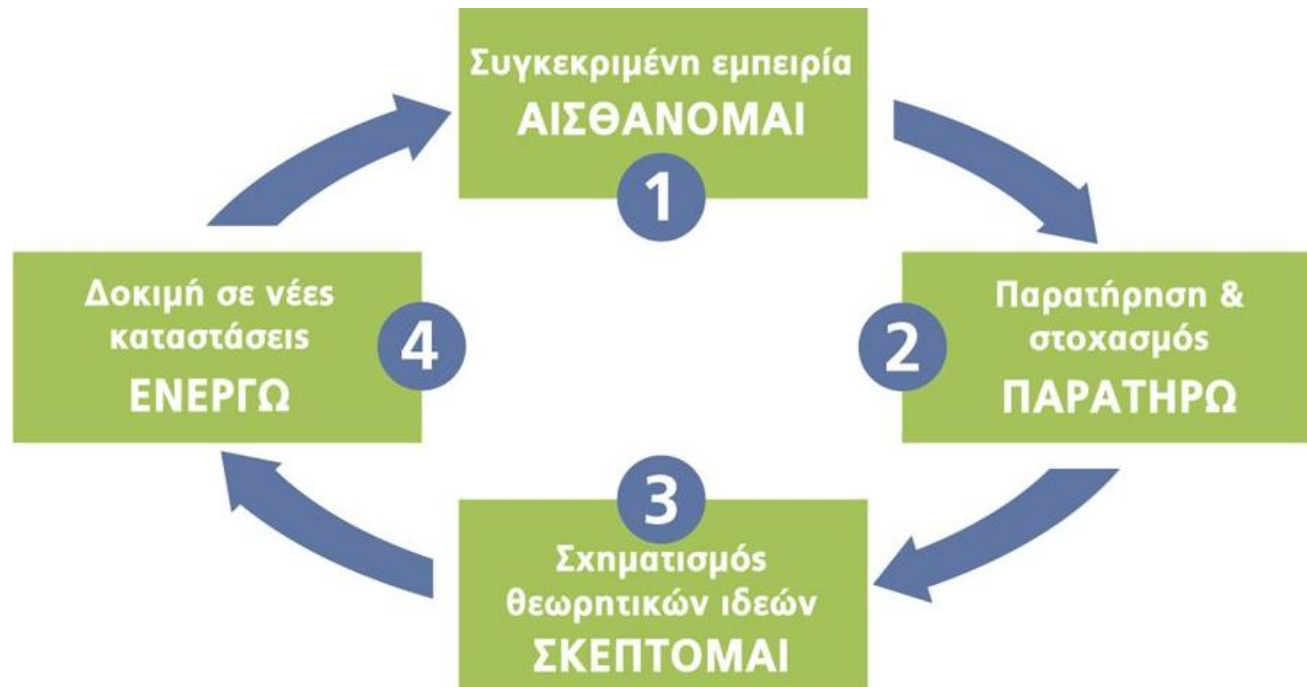 Συγκεκριμένη εμπειρία
ΑΙΣΘΑΝΟΜΑΙ
1
Παρατήρηση &
στοχασμός
ΠΑΡΑΤΗΡΩ
2
3
Σχηματισμός
θεωρητικών ιδεών
ΣΚΕΠΤΟΜΑΙ
Δοκιμή σε νέες
καταστάσεις
ΕΝΕΡΓΩ
4